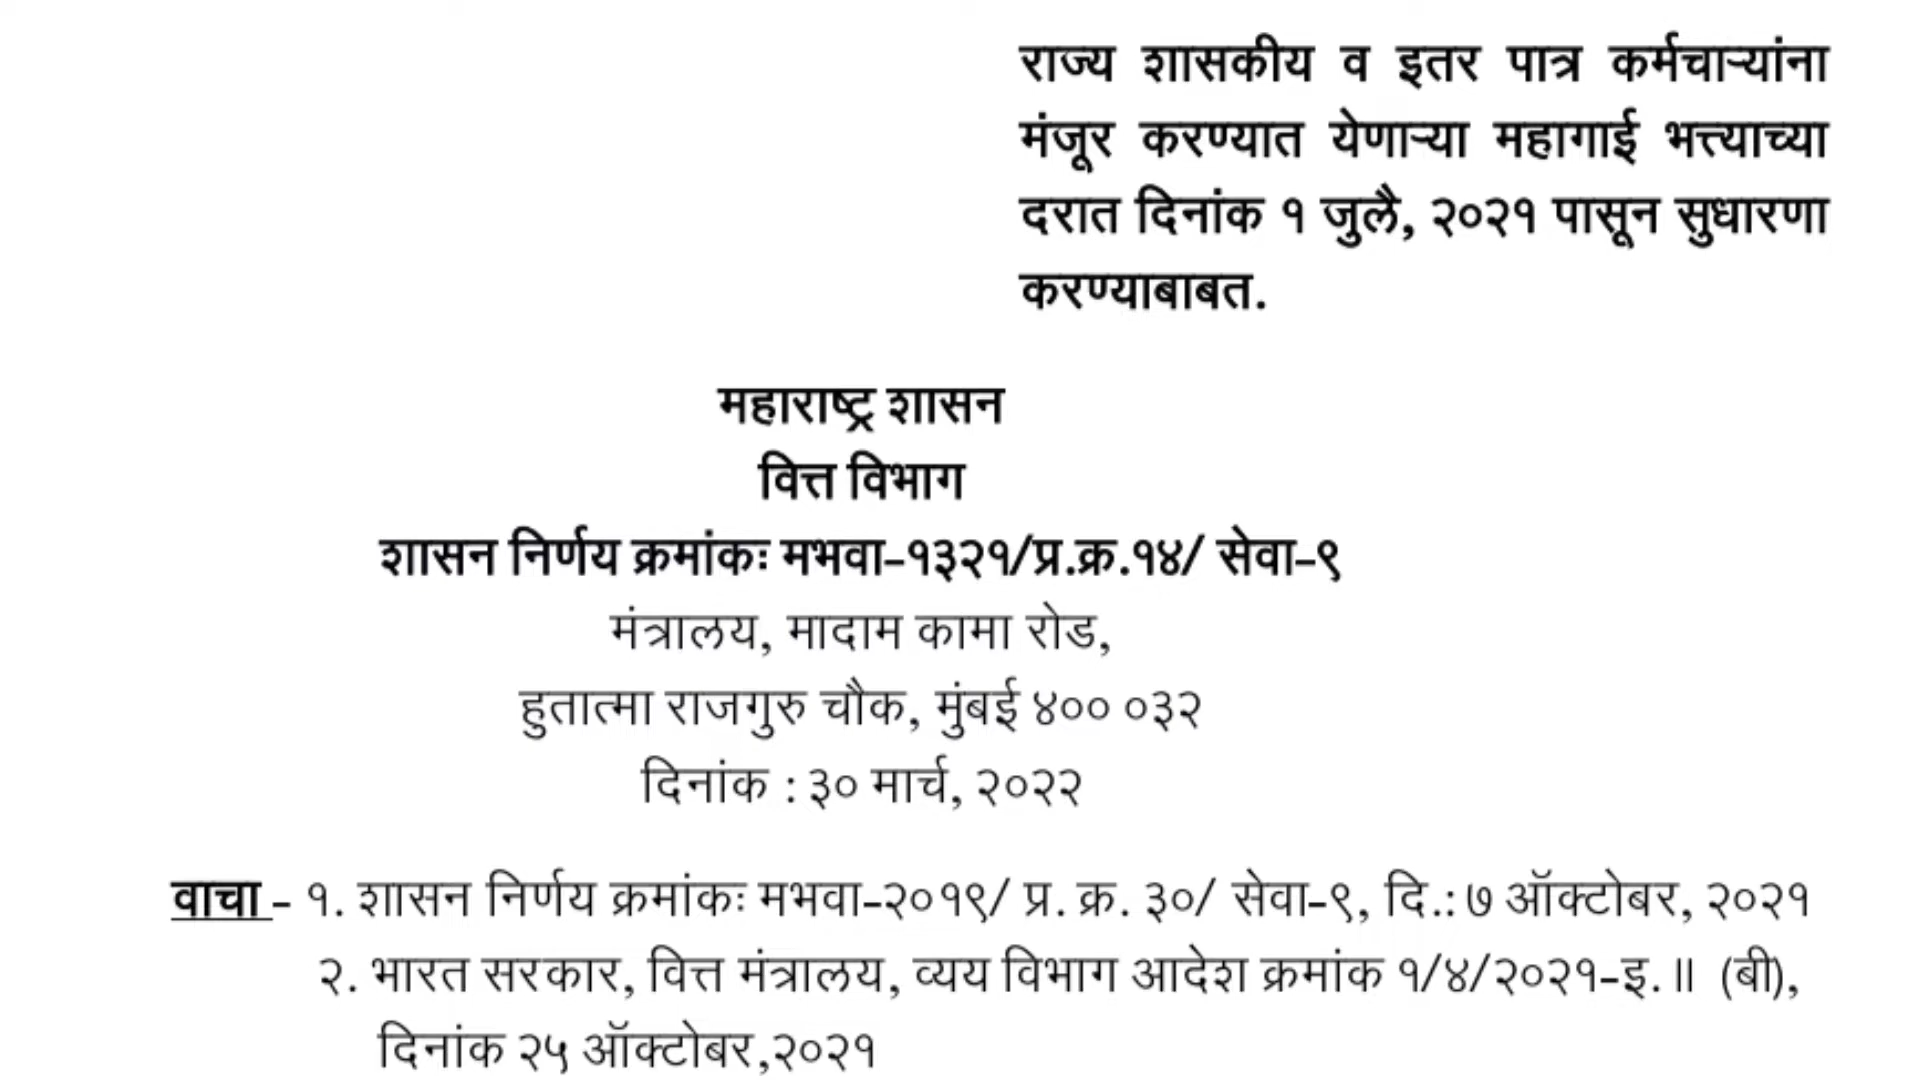 राज्य शासकीय व इतर पात्र कर्मचाऱ्यांना
मंजूर करण्यात येणाऱ्या महागाई भत्त्याच्या
दरात दिनांक १ जुलै, २०२१ पासून सुधारणा
करण्याबाबत.
महाराष्ट्र शासन
वित्त विभाग
शासन निर्णय क्रमांकः मभवा-१३२१/प्र.क्र.१४/ सेवा-९
मंत्रालय, मादाम कामा रोड,
हुतात्मा राजगुरु चौक, मुंबई ४०० ०३२
दिनांक : ३० मार्च, २०२२
वाचा - १. शासन निर्णय क्रमांकः मभवा-२०१९/ प्र. क्र. ३०/ सेवा-९, दि.: ७ ऑक्टोबर, २०२१
२. भारत सरकार, वित्त मंत्रालय, व्यय विभाग आदेश क्रमांक १/४/२०२१-इ. ॥ (बी),
दिनांक २५ ऑक्टोबर,२०२१